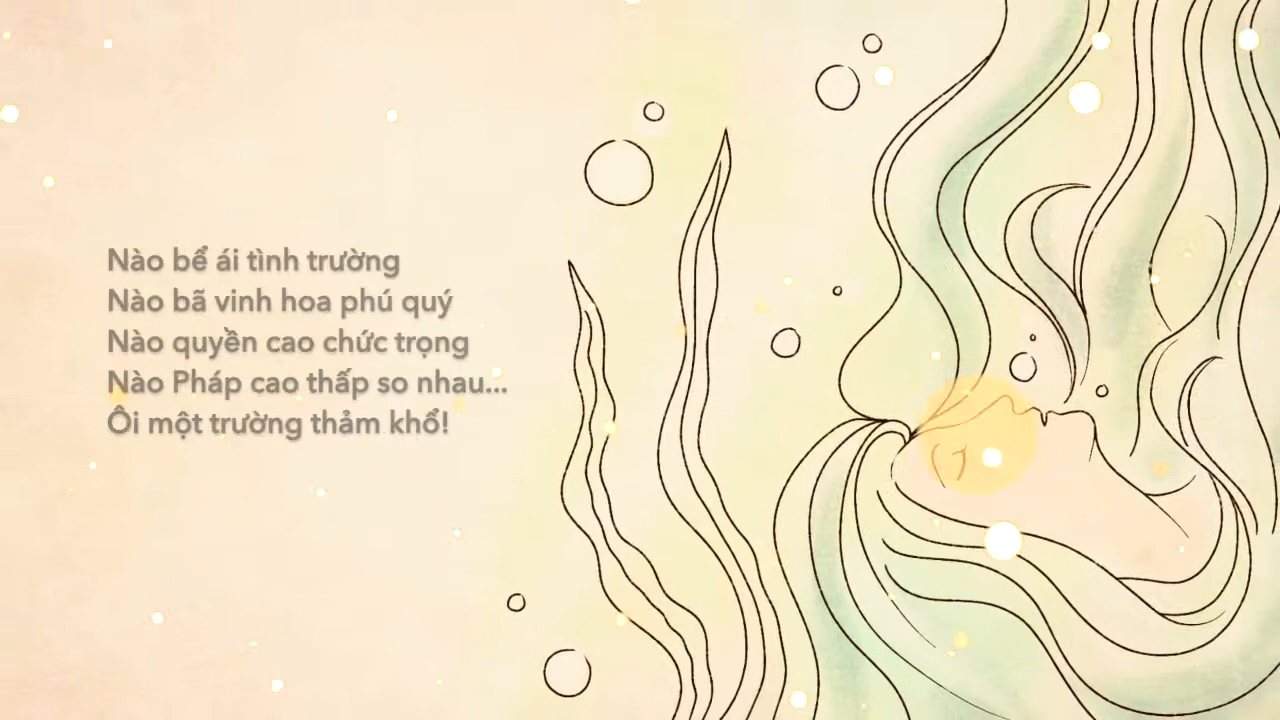 Nào bể ái tình trường
Nào bã vinh hoa phú quý
Nào quyền cao chức trọng
Nào Pháp cao thấp so nhau...
Ôi một trường thảm khổ!